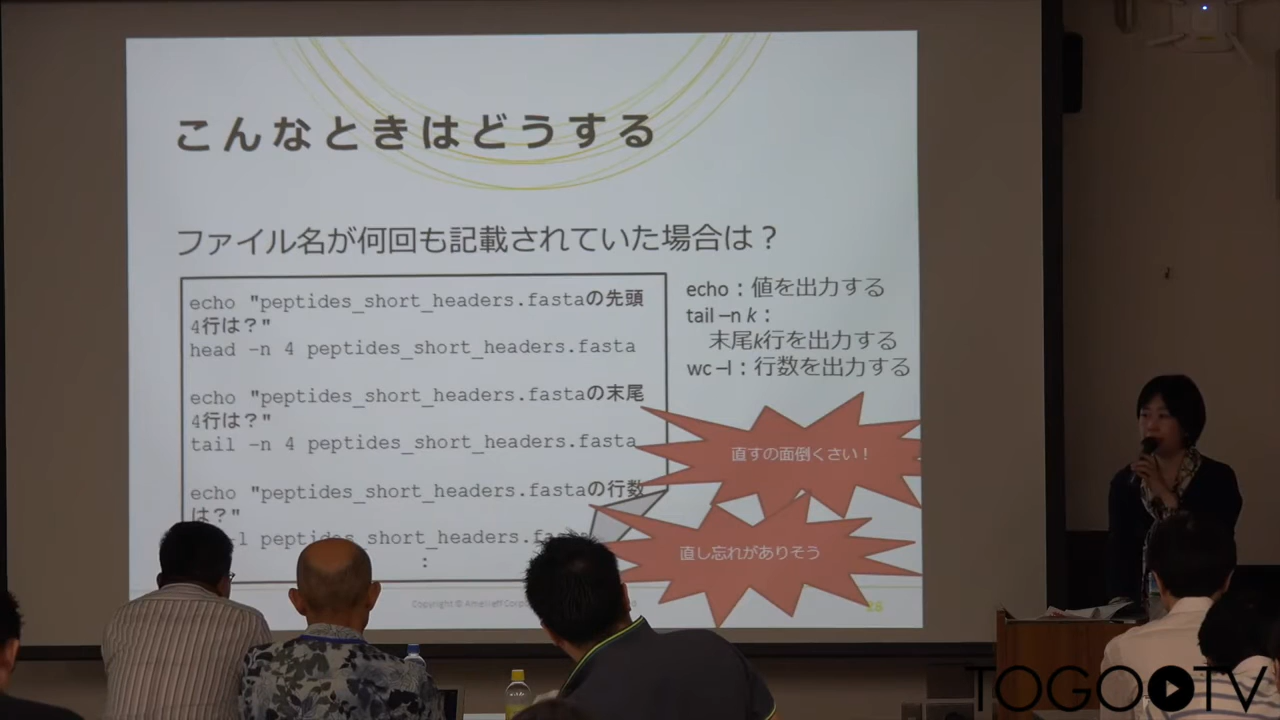 こんなときはどうする
ファイル名が何回も記載されていた場合は？
echo "peptides_short_headers.fastaの先頭
4行は？"
head -n 4 peptides_short_headers.fasta
echo "peptides_short_headers.fastaの末尾
4行は？"
tail -n 4 peptides_short_headers.fasta
echo "peptides_short_headers.fastaの行数
は？"
-l peptides_short_headers.fa
:
echo：値を出力する
tail –n k：
末尾k行を出力する
wc –l：行数を出力する
直すの面倒くさい！
直し忘れがありそう
Copyright © Amelieff Corpor
28
TOGOTV